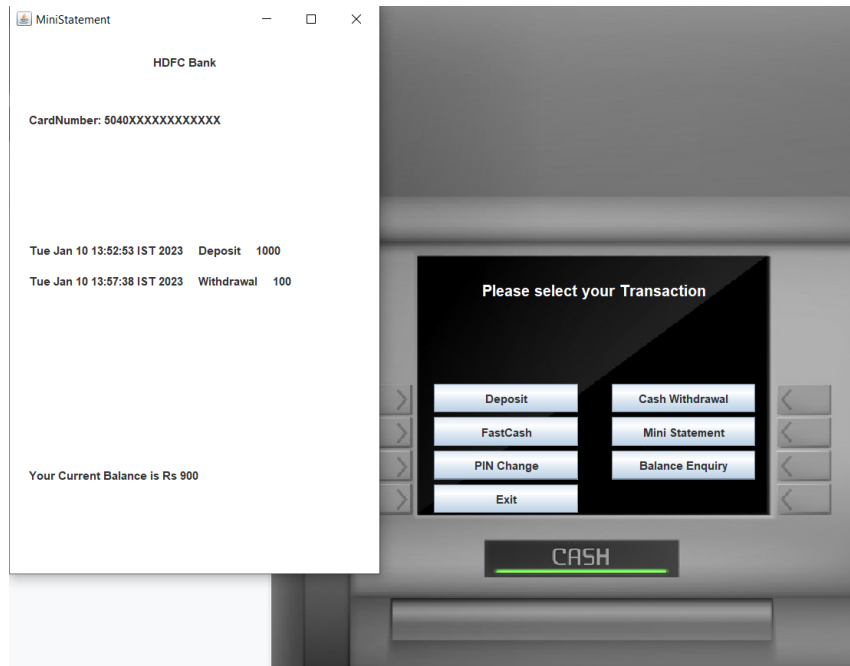 MiniStatement
HDFC Bank
CardNumber: 5040XXXXXXXXXXXX
Tue Jan 10 13:52:53 IST 2023 Deposit 1000
Tue Jan 10 13:57:38 IST 2023 Withdrawal 100
Your Current Balance is Rs 900
Please select your Transaction
Deposit Cash Withdrawal
FastCash Mini Statement
PIN Change Balance Enquiry
Exit
CASH